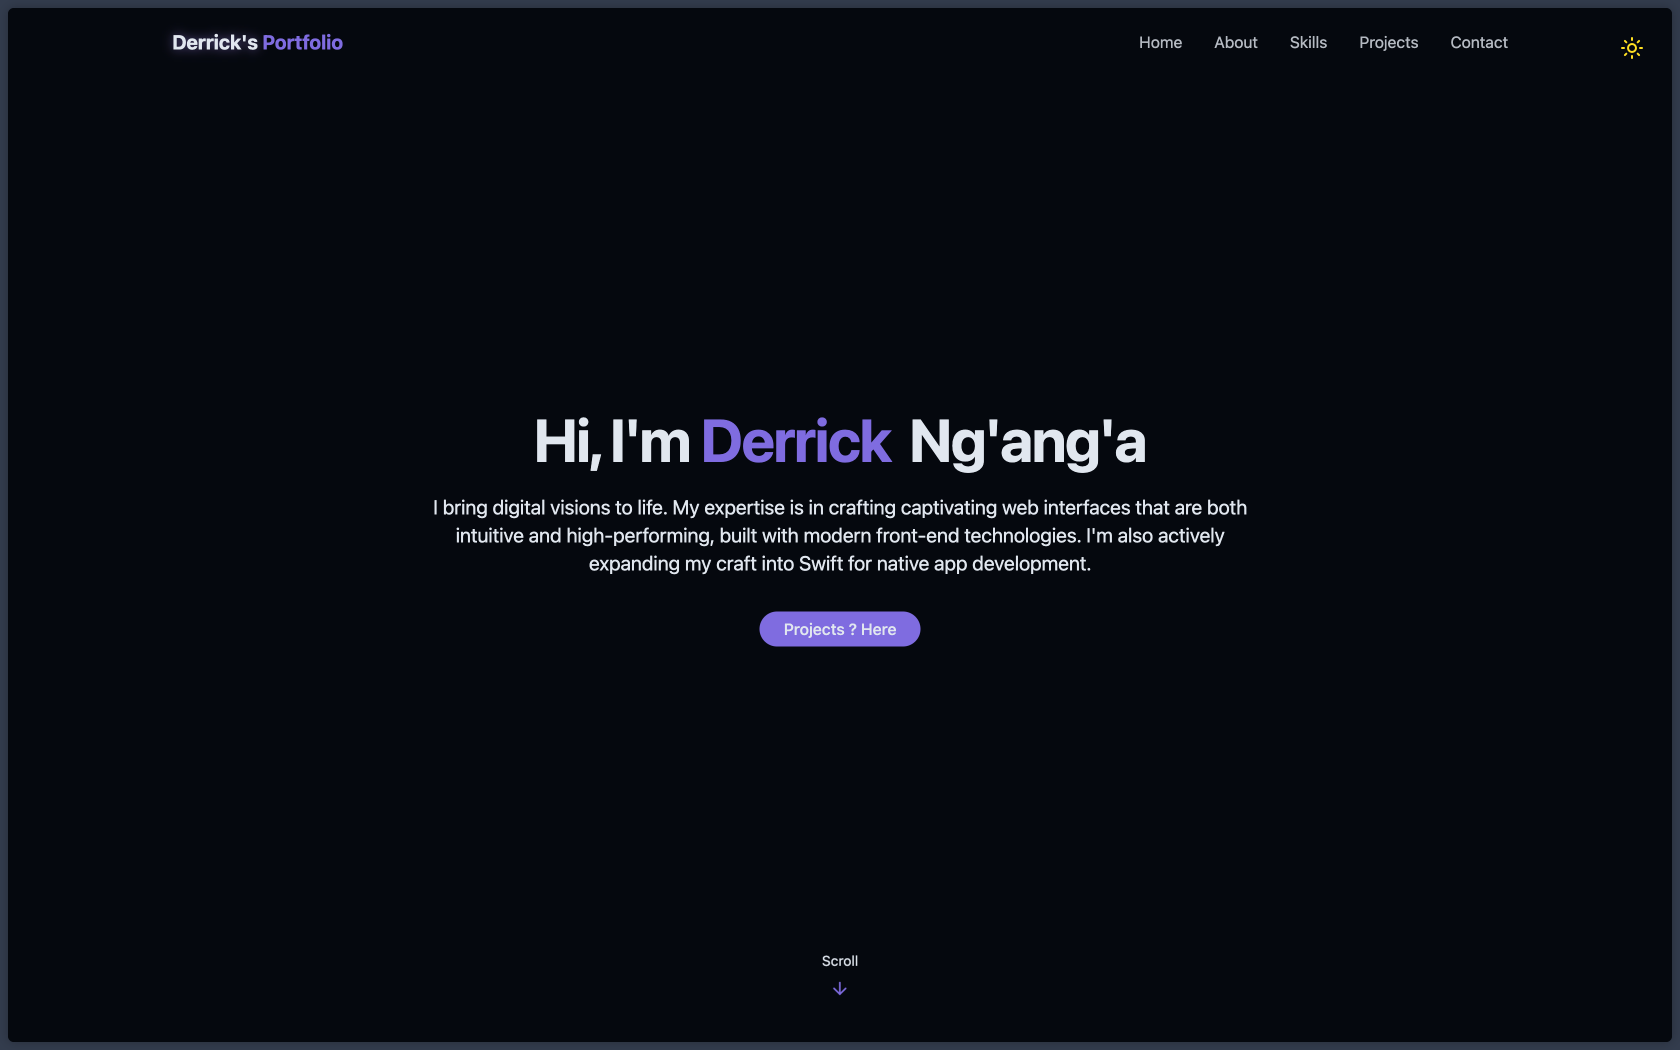 Derrick's Portfolio
Home About Skills Projects Contact
Hi, I'm Derrick Ng'ang'a
I bring digital visions to life. My expertise is in crafting captivating web interfaces that are both
intuitive and high-performing, built with modern front-end technologies. I'm also actively
expanding my craft into Swift for native app development.
Projects ? Here
Scroll